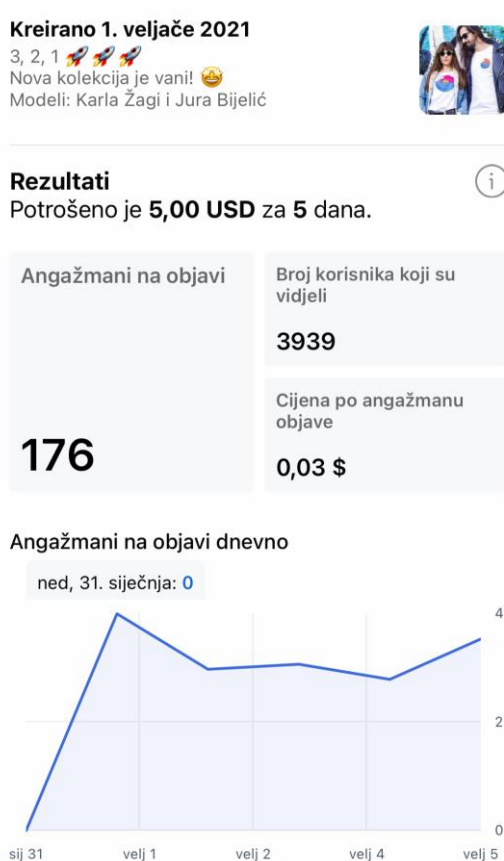 Kreirano 1. veljače 2021
3, 2, 1 🚀🚀🚀
Nova kolekcija je vani! 🤩
Modeli: Karla Žagi i Jura Bijelić
Rezultati
Potrošeno je 5,00 USD za 5 dana.
Angažmani na objavi
176
Broj korisnika koji su
vidjeli
3939
Cijena po angažmanu
objave
0,03 $
Angažmani na objavi dnevno
ned, 31. siječnja: 0
4
2
0
sij 31 velj 1 velj 2 velj 4 velj 5